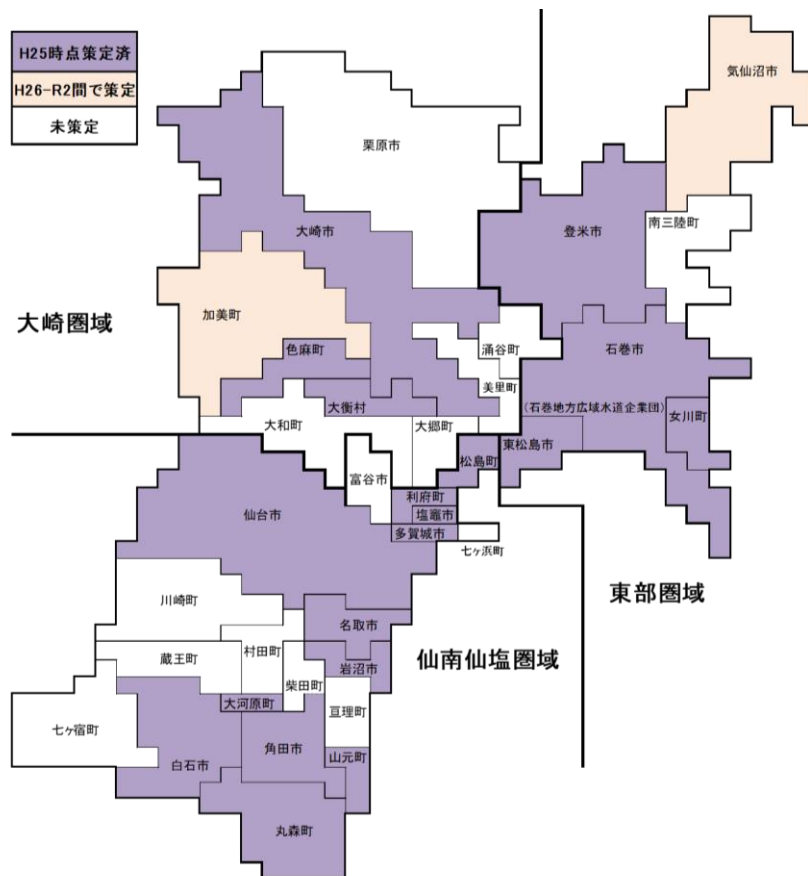 H25時点策定済
H26-R2間で策定
未策定
気仙沼市
栗原市
南三陸町
大崎市
登米市
大崎圏域
加美町
色麻町
涌谷町
石巻市
美里町
大衡村
(石巻地方広域水道企業団)
女川町
大和町
大郷町
東松島市
松島町
富谷市
利府町
仙台市
塩竈市
多賀城市
七ヶ浜町
東部圏域
川崎町
名取市
村田町
仙南仙塩圏域
蔵王町
岩沼市
柴田町
大河原町
亘理町
七ヶ宿町
角田市
山元町
白石市
丸森町